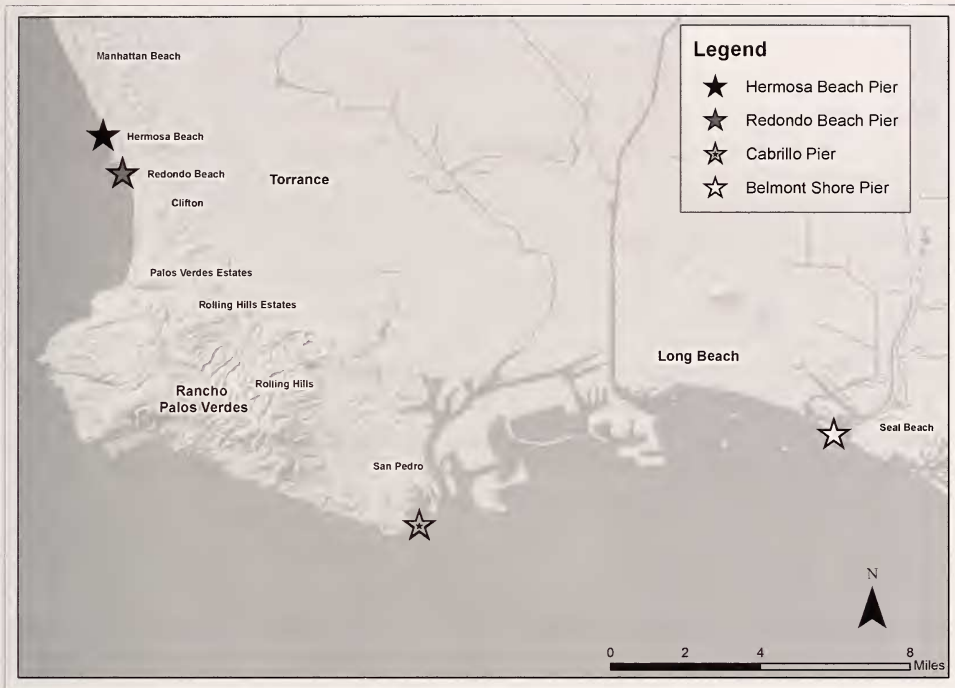 Manhattan Beach
Hermosa Beach
Redondo Beach
Torrance
Clifton
Palos Verdes Estates
Rolling Hills Estates
Rancho
Palos Verdes
Rolling Hills
San Pedro
Long Beach
Seal Beach
Legend
Hermosa Beach Pier
Redondo Beach Pier
Cabrillo Pier
Belmont Shore Pier
N
0 2 4 8
Miles